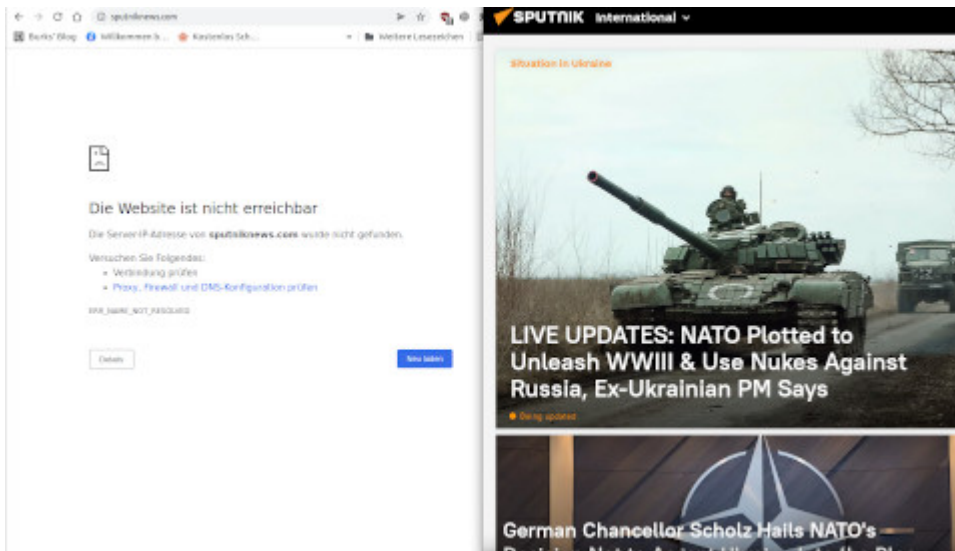 sputniknews.com
Burks' Blog
Willkommen b...
Kostenlos Sch...
Weitere Lesezeichen
Die Website ist nicht erreichbar
Die Server-IP-Adresse von sputniknews.com wurde nicht gefunden.
Versuchen Sie Folgendes:
• Verbindung prüfen
• Proxy, Firewall und DNS-Konfiguration prüfen
ERR_NAME_NOT_RESOLVED
Details
Neu laden
SPUTNIK International
Situation in Ukraine
LIVE UPDATES: NATO Plotted to
Unleash WWIII & Use Nukes Against
Russia, Ex-Ukrainian PM Says
Being updated
German Chancellor Scholz Hails NATO's